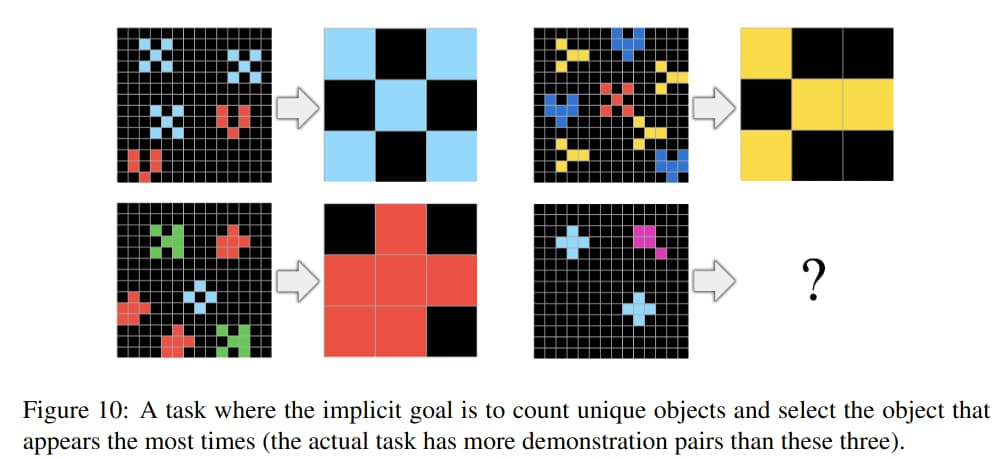 ?
Figure 10: A task where the implicit goal is to count unique objects and select the object that
appears the most times (the actual task has more demonstration pairs than these three).